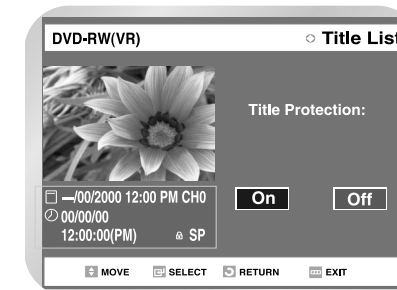 DVD-RW(VR) Title List
Title Protection:
—/00/2000 12:00 PM CH0
On Off
00/00/00
12:00:00(PM) SP
MOVE SELECT RETURN EXIT